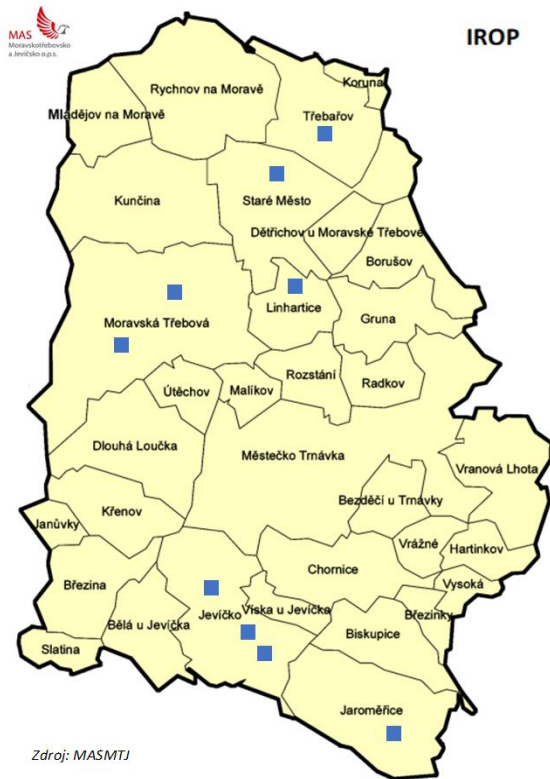 MAS
Moravskotřebovsko
a Jevíčsko o.p.s.
IROP
Koruna
Rychnov na Moravě
Mladějov na Moravě
Třebařov
Kunčina
Staré Město
Dětřichov u Moravské Třebové
Borušov
Linhartice
Gruna
Moravská Třebová
Rozstání
Radkov
Útěchov
Malíkov
Dlouhá Loučka
Městečko Trnávka
Vranová Lhota
Bezděčí u Trnávky
Křenov
Janůvky
Vrážné
Hartinkov
Chornice
Vysoká
Březina
Jevíčko
Víska u Jevíčka
Březinky
Bělá u Jevíčka
Biskupice
Slatina
Jaroměřice
Zdroj: MASMTJ